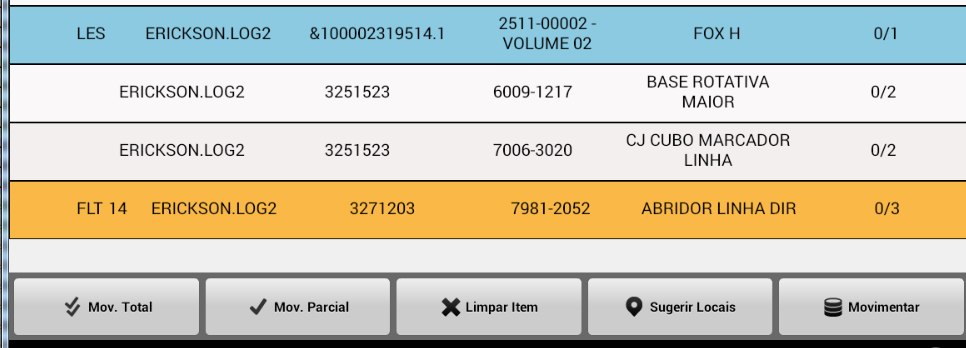 LES ERICKSON.LOG2 &100002319514.1 2511-00002 - VOLUME 02 FOX H 0/1
ERICKSON.LOG2 3251523 6009-1217 BASE ROTATIVA MAIOR 0/2
ERICKSON.LOG2 3251523 7006-3020 CJ CUBO MARCADOR LINHA 0/2
FLT 14 ERICKSON.LOG2 3271203 7981-2052 ABRIDOR LINHA DIR 0/3
Mov. Total Mov. Parcial Limpar Item Sugerir Locais Movimentar